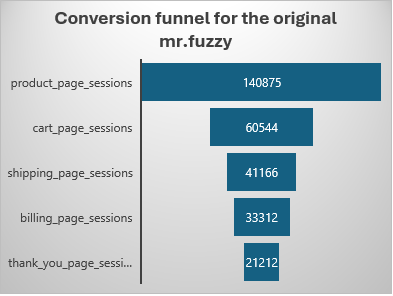 Conversion funnel for the original
mr.fuzzy
product_page_sessions 140875
cart_page_sessions 60544
shipping_page_sessions 41166
billing_page_sessions 33312
thank_you_page_sessi... 21212